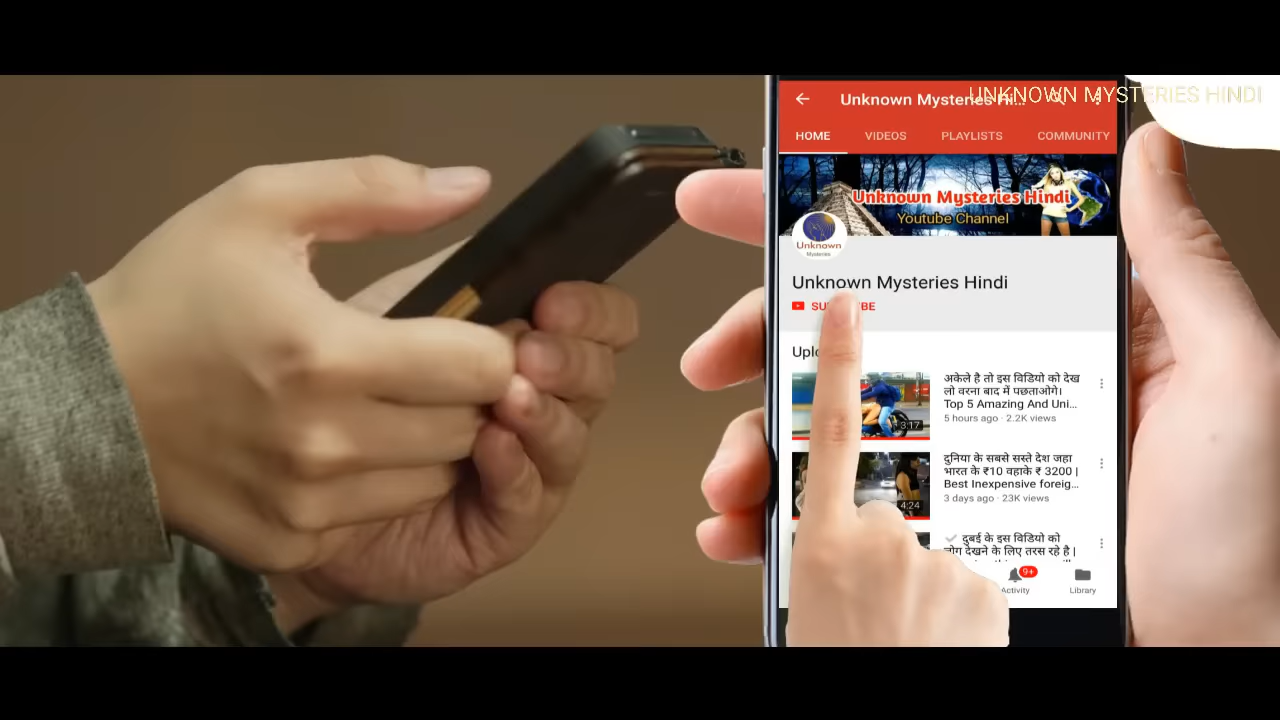 UNKNOWN MYSTERIES HINDI
Unknown Mysteries Hi...
HOME VIDEOS PLAYLISTS COMMUNITY
Unknown Mysteries Hindi
Youtube Channel
Unknown
Mysteries
Unknown Mysteries Hindi
अकेले है तो इस विडियो को देख
लो वरना बाद में पछताओगे।
Top 5 Amazing And Uni...
5 hours ago · 2.2K views
3:17
दुनिया के सबसे सस्ते देश जहा
भारत के ₹10 वहाके ₹ 3200 |
Best Inexpensive foreig...
3 days ago · 23K views
4:24
दुबई के इस विडियो को
लोग देखने के लिए तरस रहे है |
9+
Activity Library